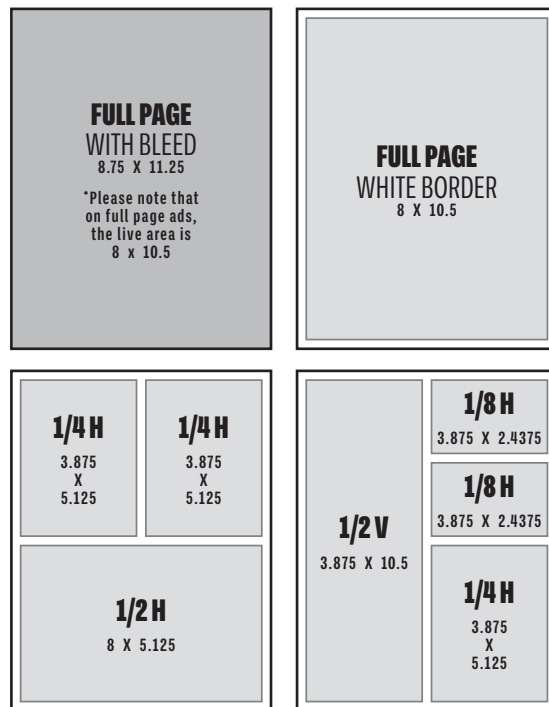 FULL PAGE
WITH BLEED
8.75 X 11.25
*Please note that
on full page ads,
the live area is
8 x 10.5
FULL PAGE
WHITE BORDER
8 X 10.5
1/4 H
3.875
X
5.125
1/4 H
3.875
X
5.125
1/2 H
8 X 5.125
1/2 V
3.875 X 10.5
1/8 H
3.875 X 2.4375
1/8 H
3.875 X 2.4375
1/4 H
3.875
X
5.125